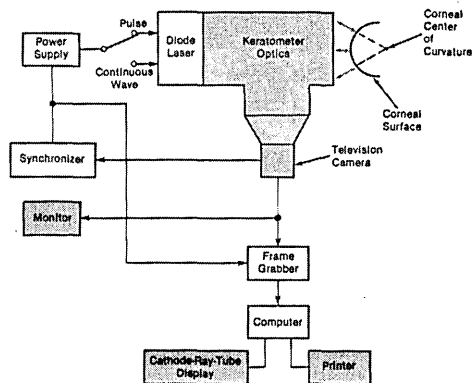 Pulse
Power
Supply
Continuous
Wave
Diode
Laser
Keratometer
Optics
Corneal
Center
of
Curvature
Corneal
Surface
Television
Camera
Synchronizer
Monitor
Frame
Grabber
Computer
Cathode-Ray-Tube
Display
Printer